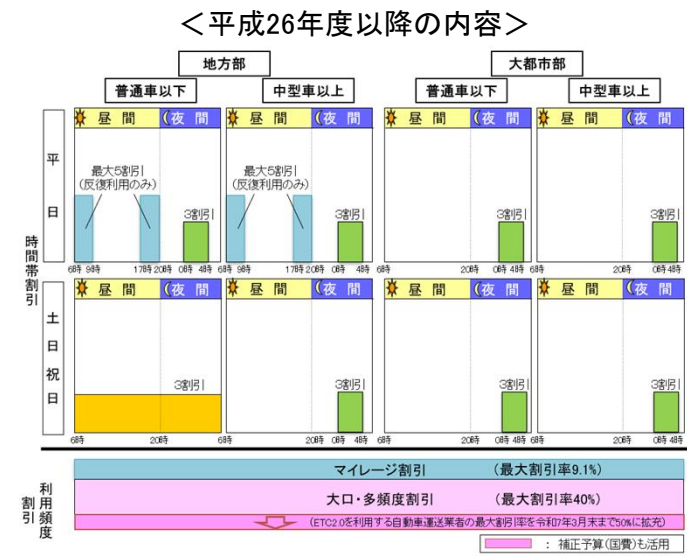 ＜平成26年度以降の内容＞
地方部 大都市部
普通車以下 中型車以上 普通車以下 中型車以上
昼 間 夜 間 昼 間 夜 間 昼 間 夜 間 昼 間 夜 間
時間帯割引
平日
最大5割引
(反復利用のみ)
3割引
最大5割引
(反復利用のみ)
3割引
3割引
3割引
6時 9時 17時 20時 0時 4時 6時 9時 17時 20時 0時 4時 6時 20時 0時 4時 6時 20時 0時 4時
昼 間 夜 間 昼 間 夜 間 昼 間 夜 間 昼 間 夜 間
土日祝日
3割引 3割引 3割引 3割引
6時 20時 6時 20時 0時 4時 6時 20時 0時 4時 6時 20時 0時 4時
利用頻度割引
マイレージ割引 (最大割引率9.1%)
大口・多頻度割引 (最大割引率40%)
(ETC2.0を利用する自動車運送業者の最大割引率を令和7年3月末まで50%に拡充)
：補正予算(国費)も活用